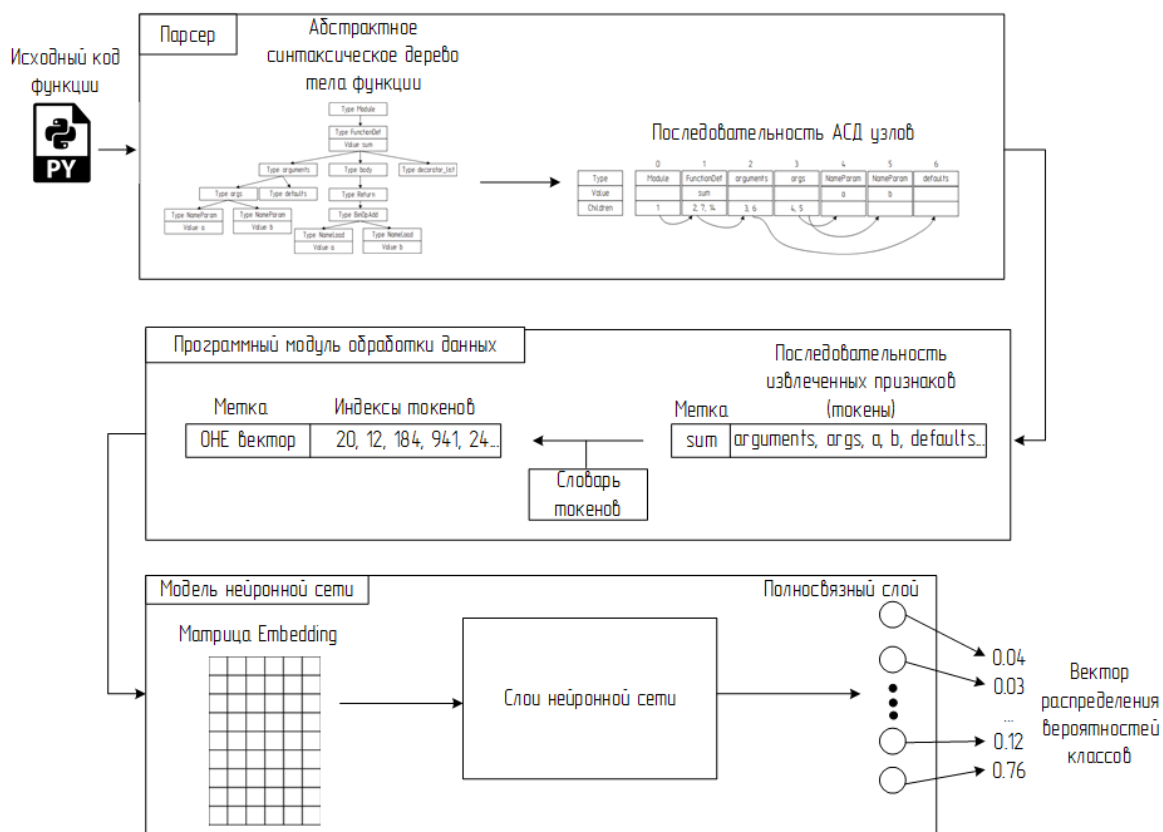 Парсер
Исходный код
функции
PY
Абстрактное
синтаксическое дерево
тела функции
Type Module
Type FunctionDef
Value sum
Type arguments
Type body
Type decorator_list
Type args
Type defaults
Type Return
Type NameParam
Value a
Type NameParam
Value b
Type BinOpAdd
Type NameLoad
Value a
Type NameLoad
Value b
Последовательность АСД узлов
0 1 2 3 4 5 6
Type Module FunctionDef arguments args NameParam NameParam defaults
Value sum a b
Children 1 2, 7, 14 3, 6 4, 5
Программный модуль обработки данных
Последовательность
извлеченных признаков
(токены)
Метка
sum
arguments, args, a, b, defaults...
Словарь
токенов
Метка
Индексы токенов
OHE вектор
20, 12, 184, 941, 24...
Модель нейронной сети
Матрица Embedding
Слои нейронной сети
Полносвязный слой
0.04
0.03
...
0.12
0.76
Вектор
распределения
вероятностей
классов